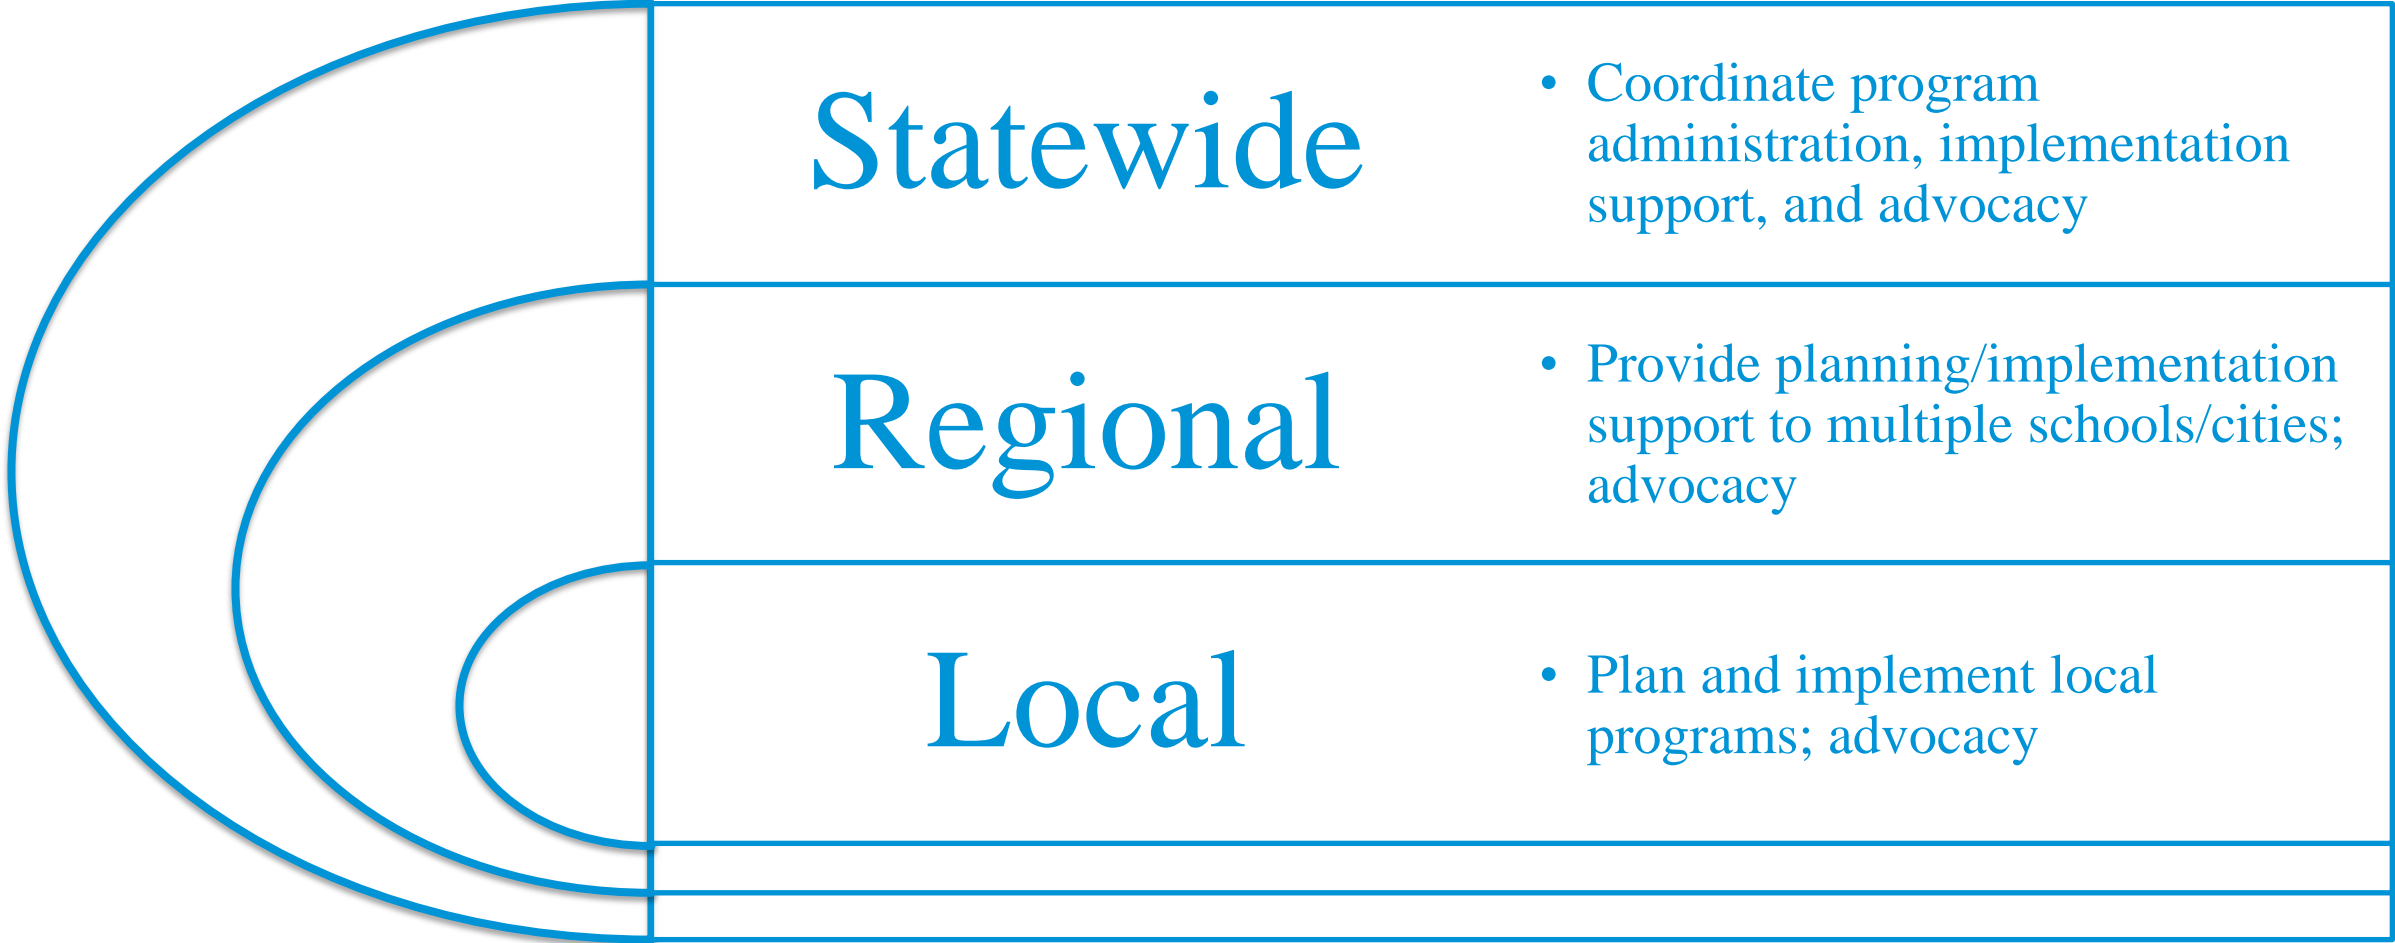 Statewide
• Coordinate program
administration, implementation
support, and advocacy
Regional
• Provide planning/implementation
support to multiple schools/cities;
advocacy
Local
• Plan and implement local
programs; advocacy